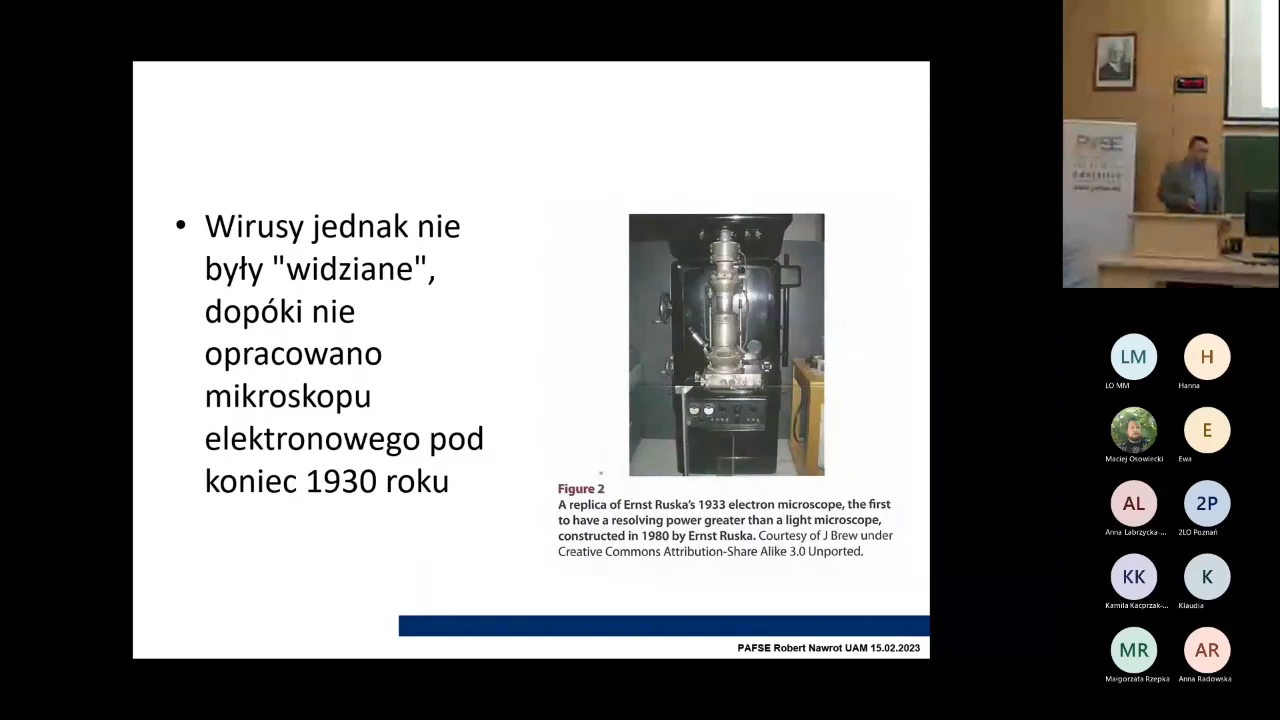 • Wirusy jednak nie
były "widziane",
dopóki nie
opracowano
mikroskopu
elektronowego pod
koniec 1930 roku
Figure 2
A replica of Ernst Ruska's 1933 electron microscope, the first
to have a resolving power greater than a light microscope,
constructed in 1980 by Ernst Ruska. Courtesy of J Brew under
Creative Commons Attribution-Share Alike 3.0 Unported.
PAFSE Robert Nawrot UAM 15.02.2023
PAFSE
LM
LO MM
H
Hanna
Maciej Osowiecki
E
Ewa
AL
Anna Labrzycka-...
2P
2LO Poznań
KK
Kamila Kacprzak-...
K
Klaudia
MR
Małgorzata Rzepka
AR
Anna Radowska